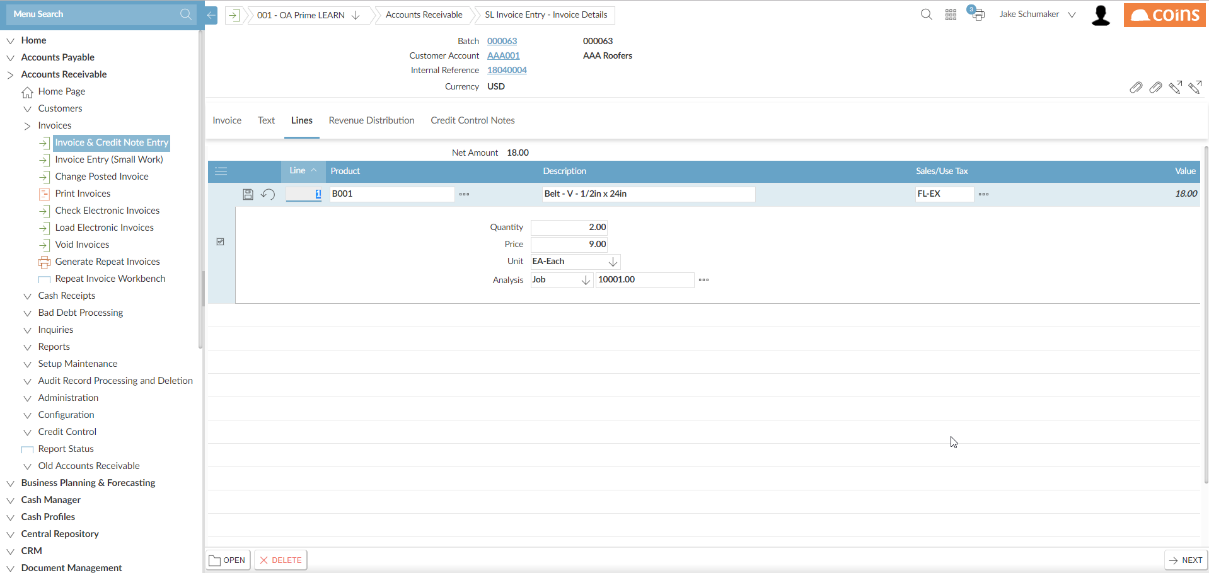 Menu Search
001 - OA Prime LEARN
Accounts Receivable
SL Invoice Entry - Invoice Details
3
Jake Schumaker
coins
Home
Accounts Payable
Accounts Receivable
Home Page
Customers
Invoices
Invoice & Credit Note Entry
Invoice Entry (Small Work)
Change Posted Invoice
Print Invoices
Check Electronic Invoices
Load Electronic Invoices
Void Invoices
Generate Repeat Invoices
Repeat Invoice Workbench
Cash Receipts
Bad Debt Processing
Inquiries
Reports
Setup Maintenance
Audit Record Processing and Deletion
Administration
Configuration
Credit Control
Report Status
Old Accounts Receivable
Business Planning & Forecasting
Cash Manager
Cash Profiles
Central Repository
CRM
Document Management
Batch 000063 000063
Customer Account AAA001 AAA Roofers
Internal Reference 18040004
Currency USD
Invoice Text Lines Revenue Distribution Credit Control Notes
Net Amount 18.00
Line Product Description Sales/Use Tax Value
1 B001 Belt - V - 1/2in x 24in FL-EX 18.00
Quantity 2.00
Price 9.00
Unit EA-Each
Analysis Job 10001.00
OPEN DELETE NEXT